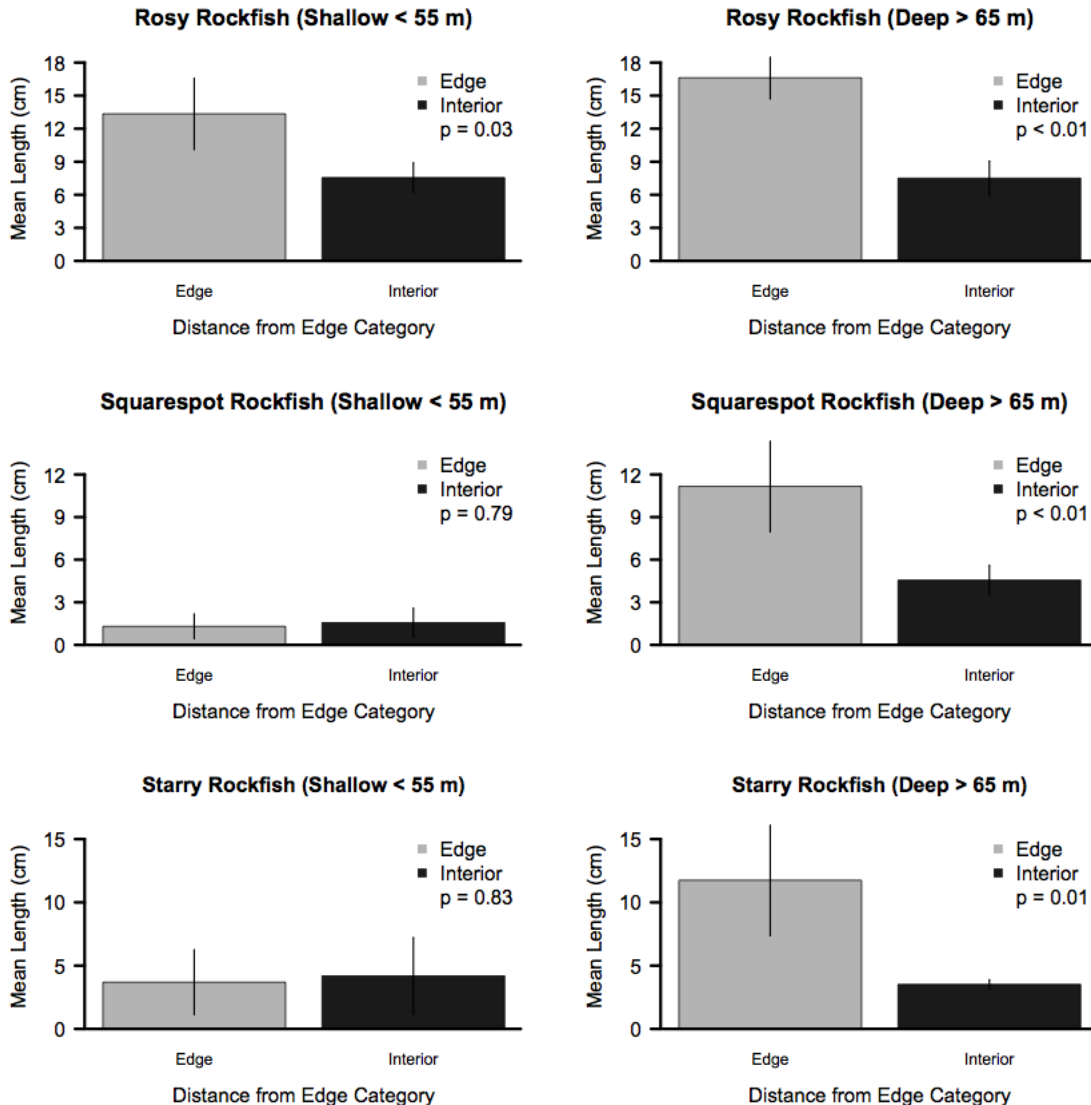 Rosy Rockfish (Shallow < 55 m)
Mean Length (cm)
18
15
12
9
6
3
0
Edge
Interior
p = 0.03
Edge
Interior
Distance from Edge Category
Rosy Rockfish (Deep > 65 m)
Mean Length (cm)
18
15
12
9
6
3
0
Edge
Interior
p < 0.01
Edge
Interior
Distance from Edge Category
Squarespot Rockfish (Shallow < 55 m)
Mean Length (cm)
12
9
6
3
0
Edge
Interior
p = 0.79
Edge
Interior
Distance from Edge Category
Squarespot Rockfish (Deep > 65 m)
Mean Length (cm)
12
9
6
3
0
Edge
Interior
p < 0.01
Edge
Interior
Distance from Edge Category
Starry Rockfish (Shallow < 55 m)
Mean Length (cm)
15
10
5
0
Edge
Interior
p = 0.83
Edge
Interior
Distance from Edge Category
Starry Rockfish (Deep > 65 m)
Mean Length (cm)
15
10
5
0
Edge
Interior
p = 0.01
Edge
Interior
Distance from Edge Category